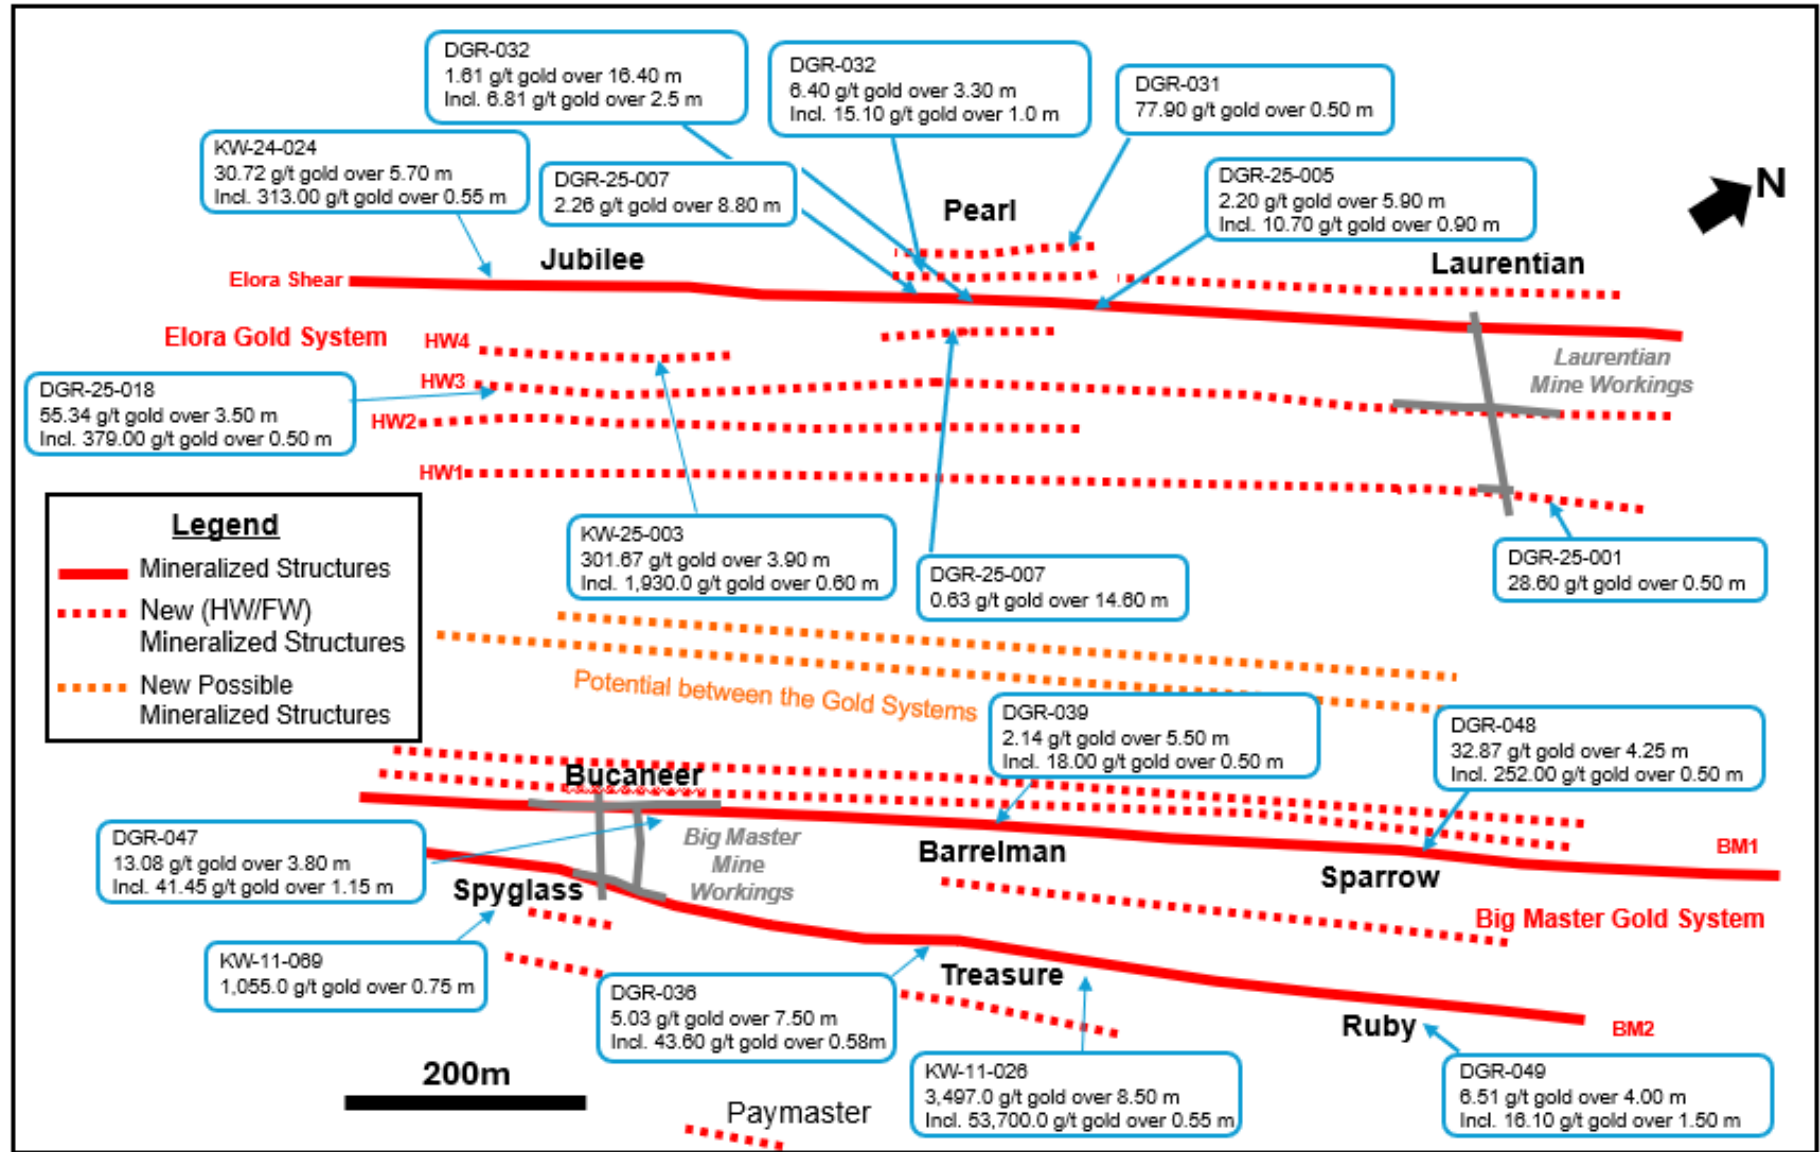 DGR-032
1.61 g/t gold over 16.40 m
Incl. 6.81 g/t gold over 2.5 m
DGR-032
6.40 g/t gold over 3.30 m
Incl. 15.10 g/t gold over 1.0 m
DGR-031
77.90 g/t gold over 0.50 m
KW-24-024
30.72 g/t gold over 5.70 m
Incl. 313.00 g/t gold over 0.55 m
DGR-25-007
2.26 g/t gold over 8.80 m
DGR-25-005
2.20 g/t gold over 5.90 m
Incl. 10.70 g/t gold over 0.90 m
N
Pearl
Jubilee
Laurentian
Elora Shear
Elora Gold System
HW4
Laurentian
Mine Workings
DGR-25-018
55.34 g/t gold over 3.50 m
Incl. 379.00 g/t gold over 0.50 m
HW3
HW2
HW1
Legend
Mineralized Structures
New (HW/FW)
Mineralized Structures
New Possible
Mineralized Structures
KW-25-003
301.67 g/t gold over 3.90 m
Incl. 1,930.0 g/t gold over 0.60 m
DGR-25-007
0.63 g/t gold over 14.60 m
DGR-25-001
28.60 g/t gold over 0.50 m
Potential between the Gold Systems
DGR-039
2.14 g/t gold over 5.50 m
Incl. 18.00 g/t gold over 0.50 m
DGR-048
32.87 g/t gold over 4.25 m
Incl. 252.00 g/t gold over 0.50 m
Bucaneer
DGR-047
13.08 g/t gold over 3.80 m
Incl. 41.45 g/t gold over 1.15 m
Big Master
Mine
Workings
Barrelman
Sparrow
BM1
Spyglass
Big Master Gold System
KW-11-069
1,055.0 g/t gold over 0.75 m
DGR-036
5.03 g/t gold over 7.50 m
Incl. 43.60 g/t gold over 0.58m
Treasure
Ruby
BM2
200m
KW-11-026
3,497.0 g/t gold over 8.50 m
Incl. 53,700.0 g/t gold over 0.55 m
DGR-049
6.51 g/t gold over 4.00 m
Incl. 16.10 g/t gold over 1.50 m
Paymaster